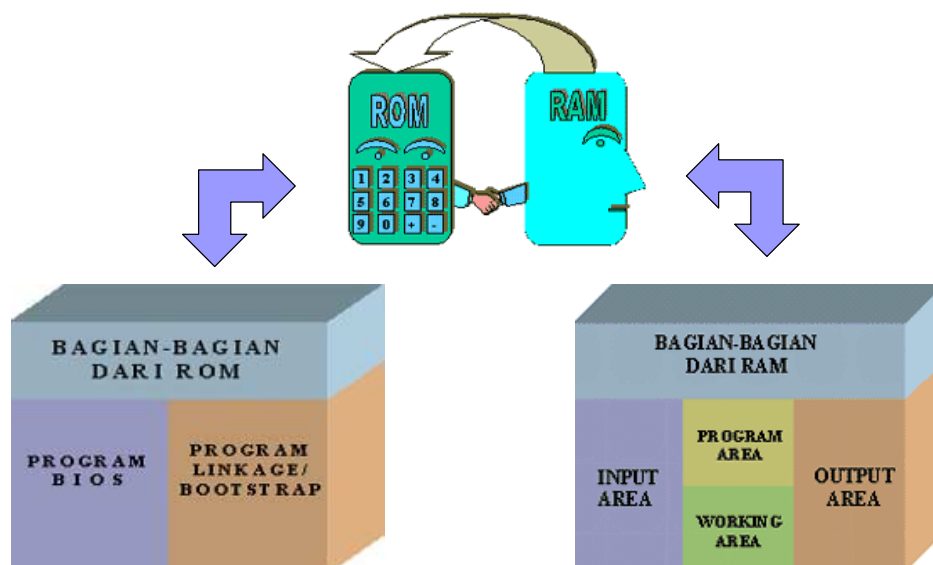 ROM
RAM
1 2 3 4
5 6 7 8
9 0 + -
BAGIAN-BAGIAN
DARI ROM
PROGRAM
BIOS
PROGRAM
LINKAGE/
BOOTSTRAP
BAGIAN-BAGIAN
DARI RAM
INPUT
AREA
PROGRAM
AREA
WORKING
AREA
OUTPUT
AREA